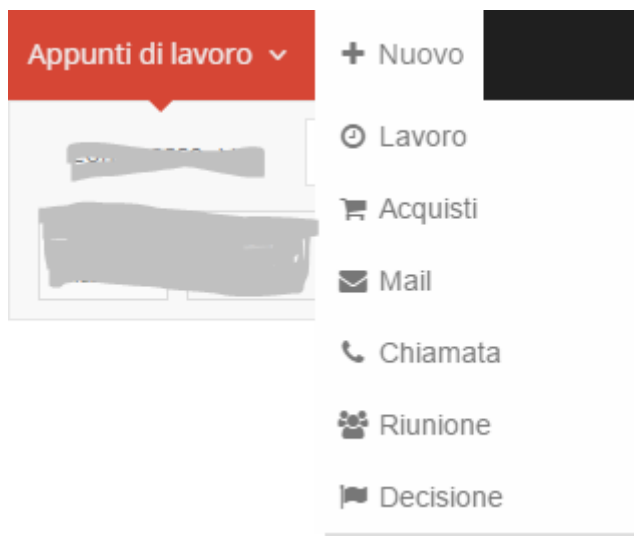 Appunti di lavoro
Nuovo
Lavoro
Acquisti
Mail
Chiamata
Riunione
Decisione